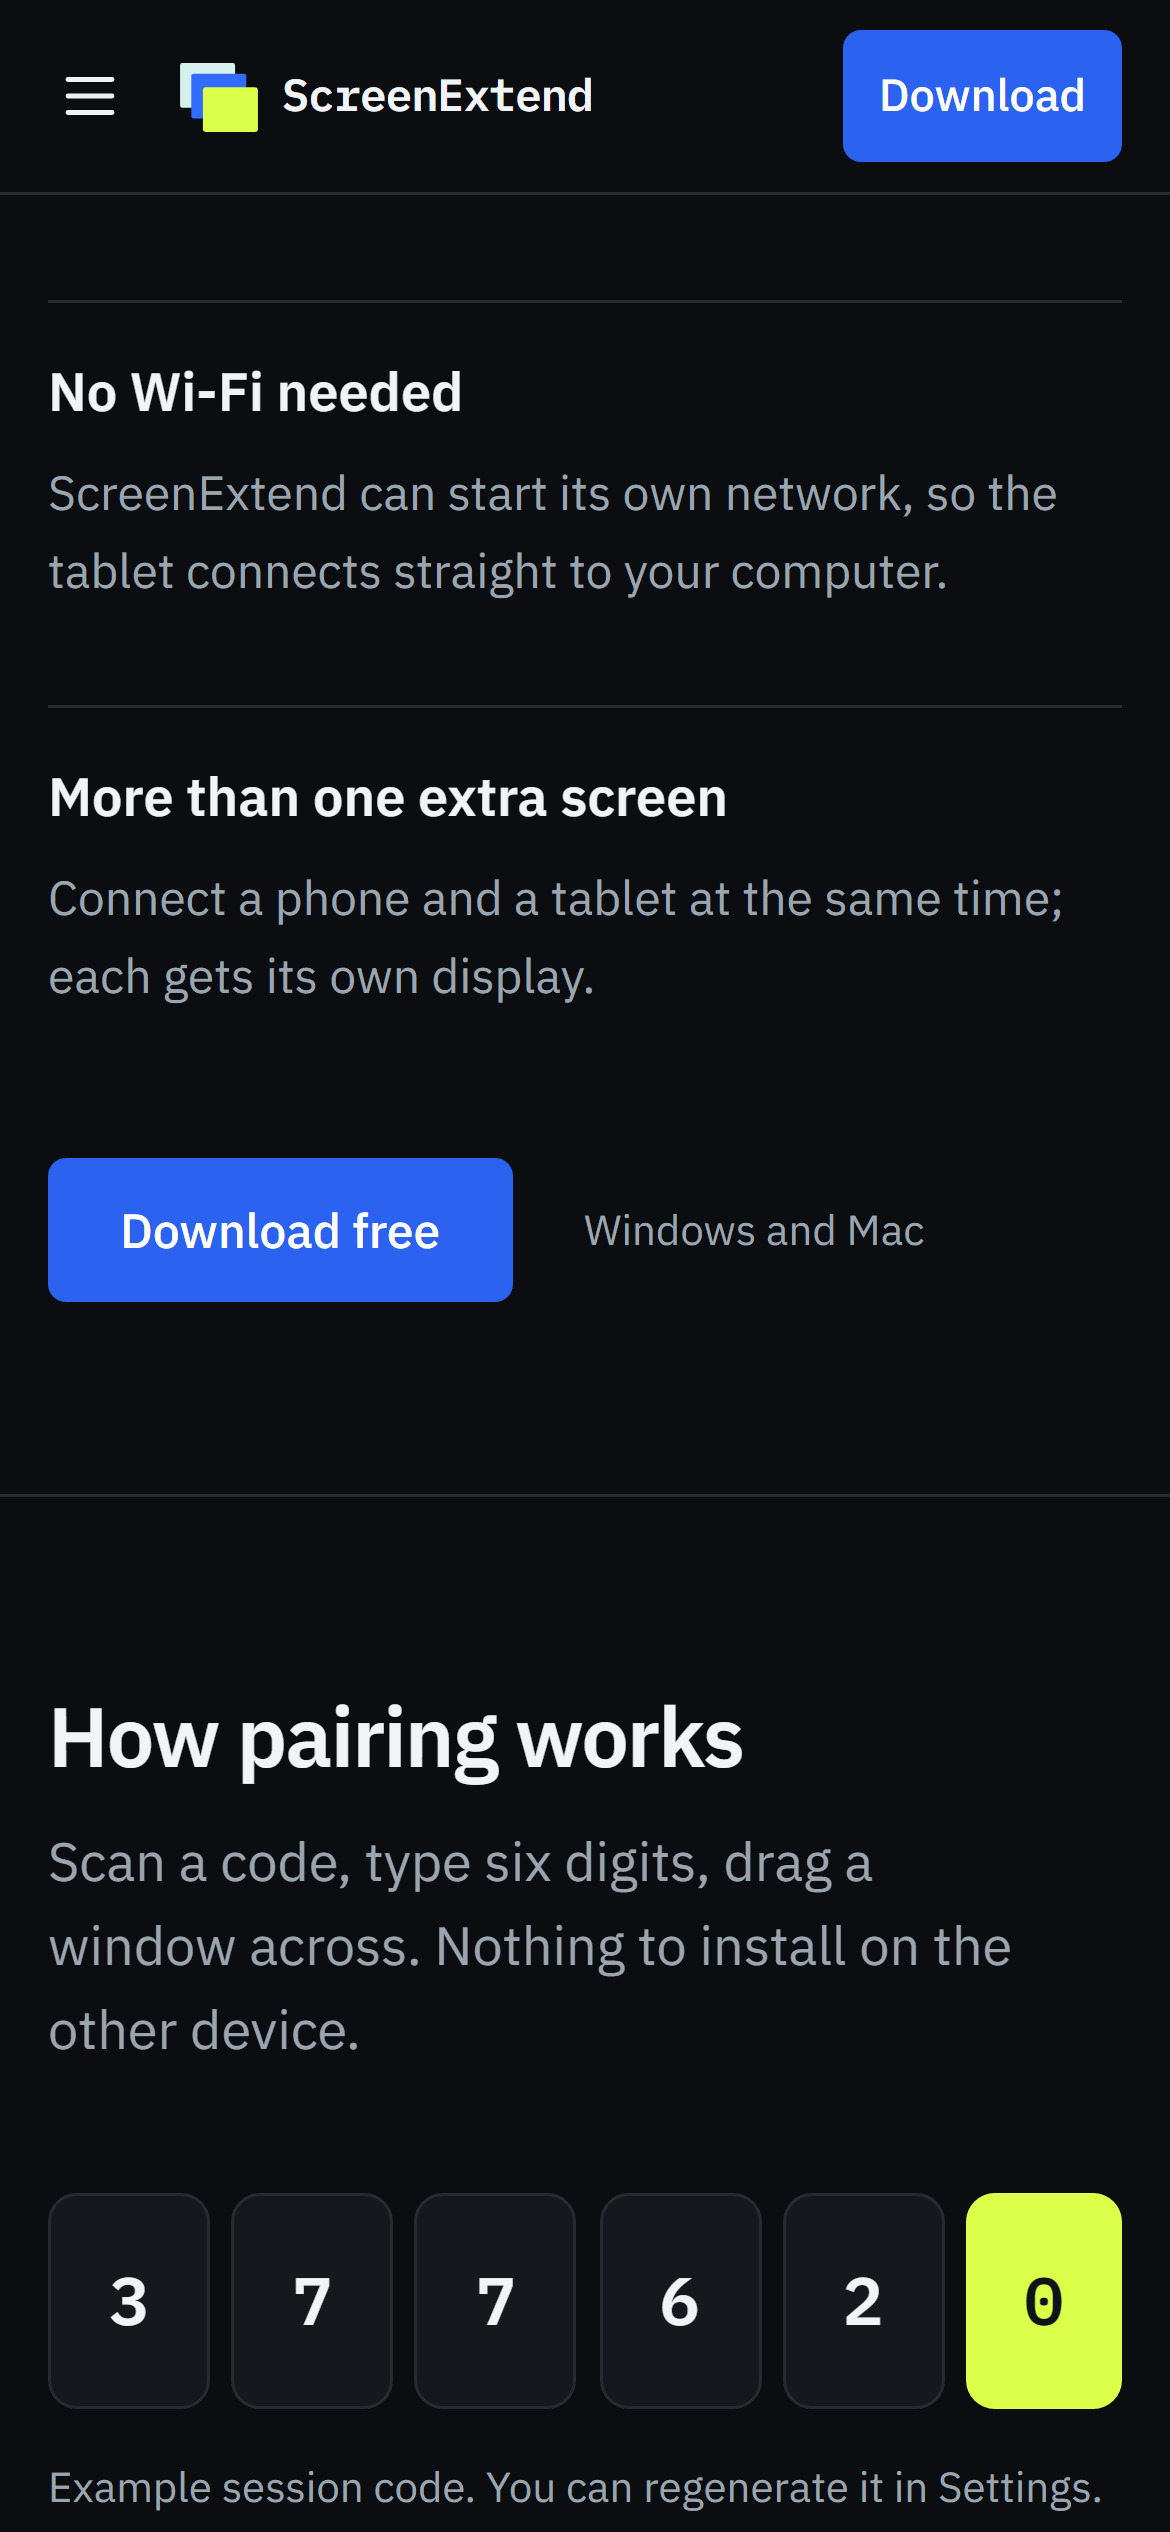 ScreenExtend
Download
No Wi-Fi needed
ScreenExtend can start its own network, so the
tablet connects straight to your computer.
More than one extra screen
Connect a phone and a tablet at the same time;
each gets its own display.
Download free
Windows and Mac
How pairing works
Scan a code, type six digits, drag a
window across. Nothing to install on the
other device.
3 7 7 6 2 0
Example session code. You can regenerate it in Settings.